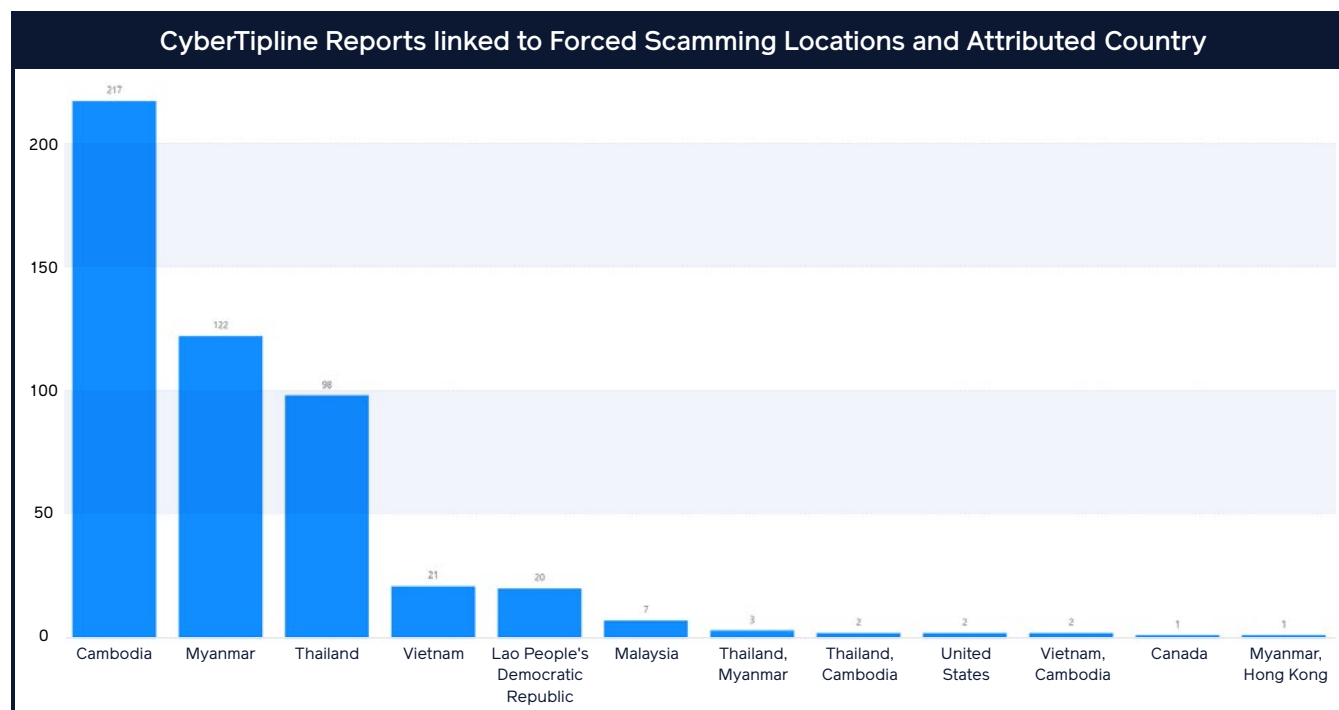 CyberTipline Reports linked to Forced Scamming Locations and Attributed Country
217
200
150
122
100
98
50
21
20
7
3
2
2
2
1
1
0
Cambodia
Myanmar
Thailand
Vietnam
Lao People's
Democratic
Republic
Malaysia
Thailand,
Myanmar
Thailand,
Cambodia
United
States
Vietnam,
Cambodia
Canada
Myanmar,
Hong Kong